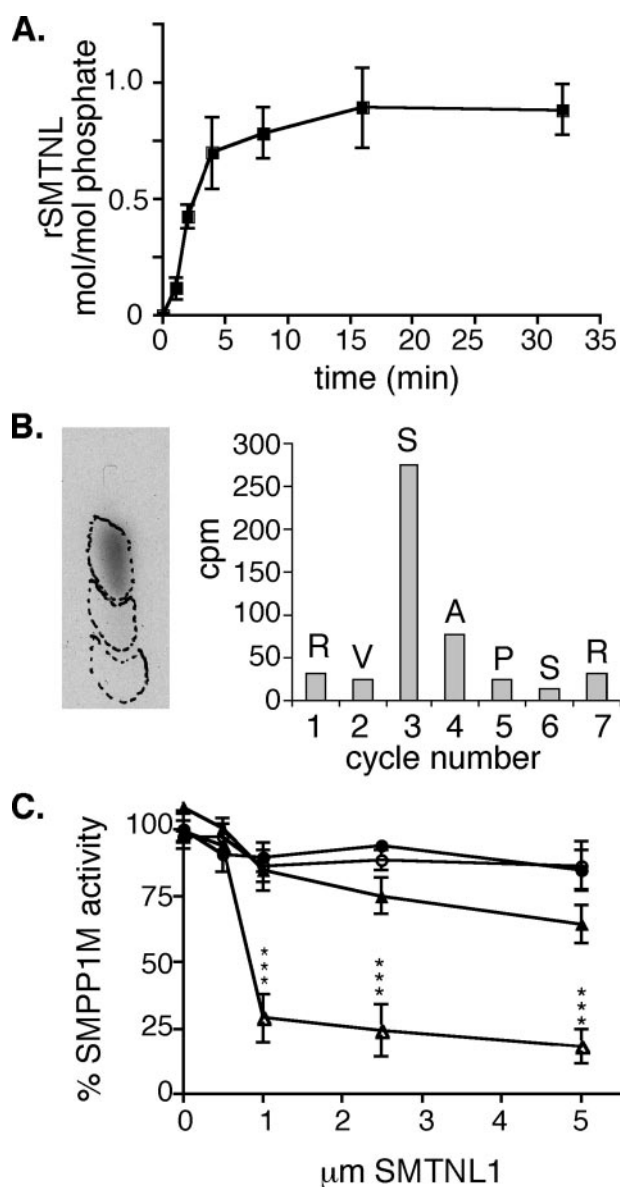 A.
rSMTNL
mol/mol phosphate
1.0
0.5
0
0 5 10 15 20 25 30 35
time (min)
B.
cpm
300
250
200
150
100
50
0
R V S A P S R
1 2 3 4 5 6 7
cycle number
C.
% SMPP1M activity
100
75
50
25
0
*** *** ***
0 1 2 3 4 5
μm SMTNL1